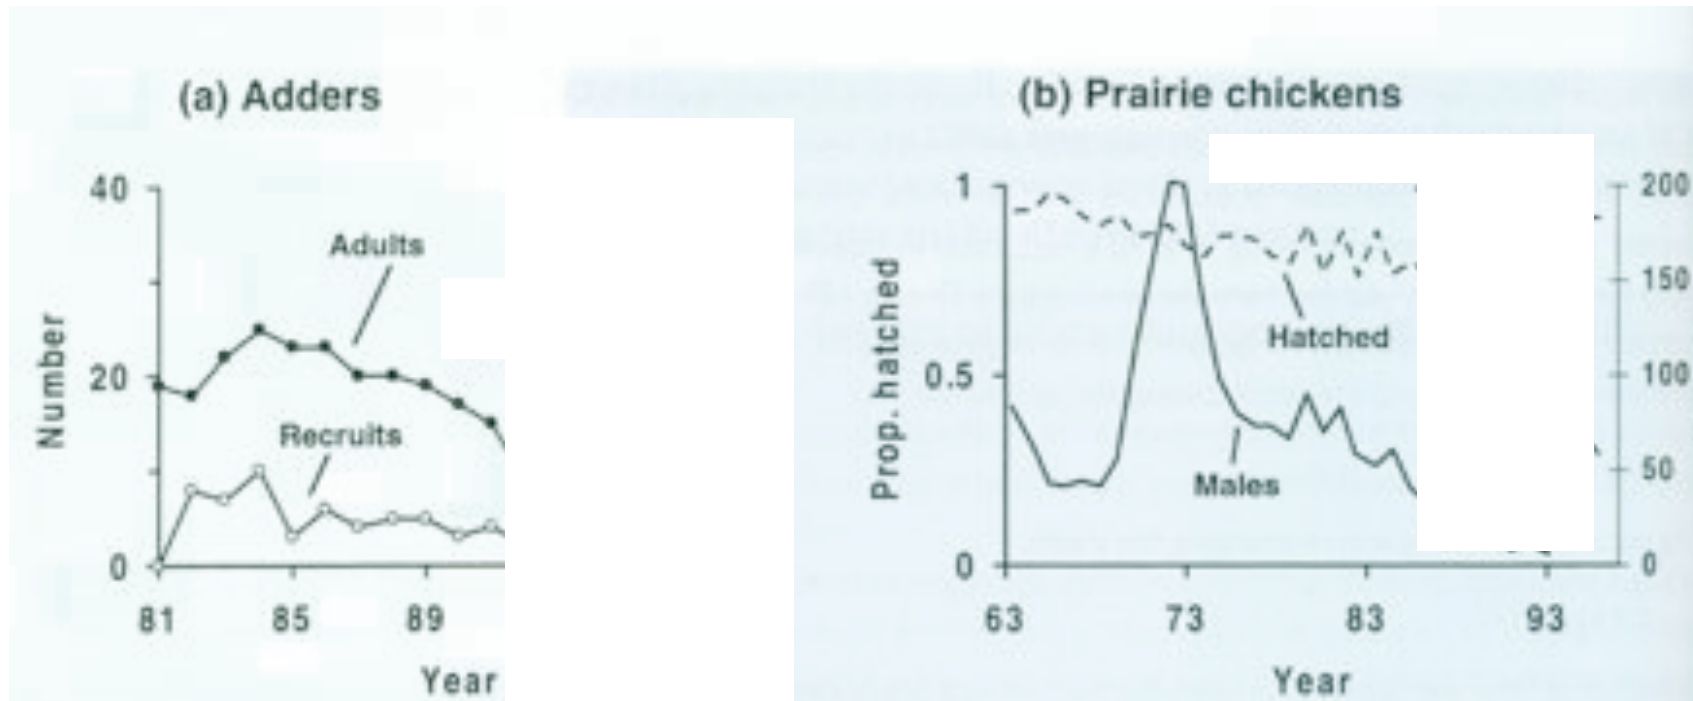 (a) Adders
40
20
0
Number
Adults
Recruits
81 85 89
Year
(b) Prairie chickens
1
0.5
0
Prop. hatched
Hatched
Males
200
150
100
50
0
63 73 83 93
Year